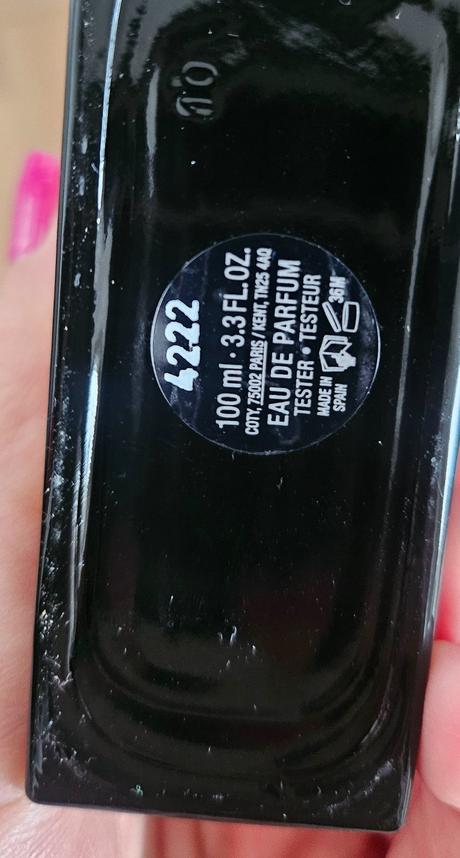 4222
100 ml · 3.3 FL.OZ.
COTY, 75002 PARIS / KENT, TN25 4AQ
EAU DE PARFUM
TESTER • TESTEUR
MADE IN
SPAIN
36M